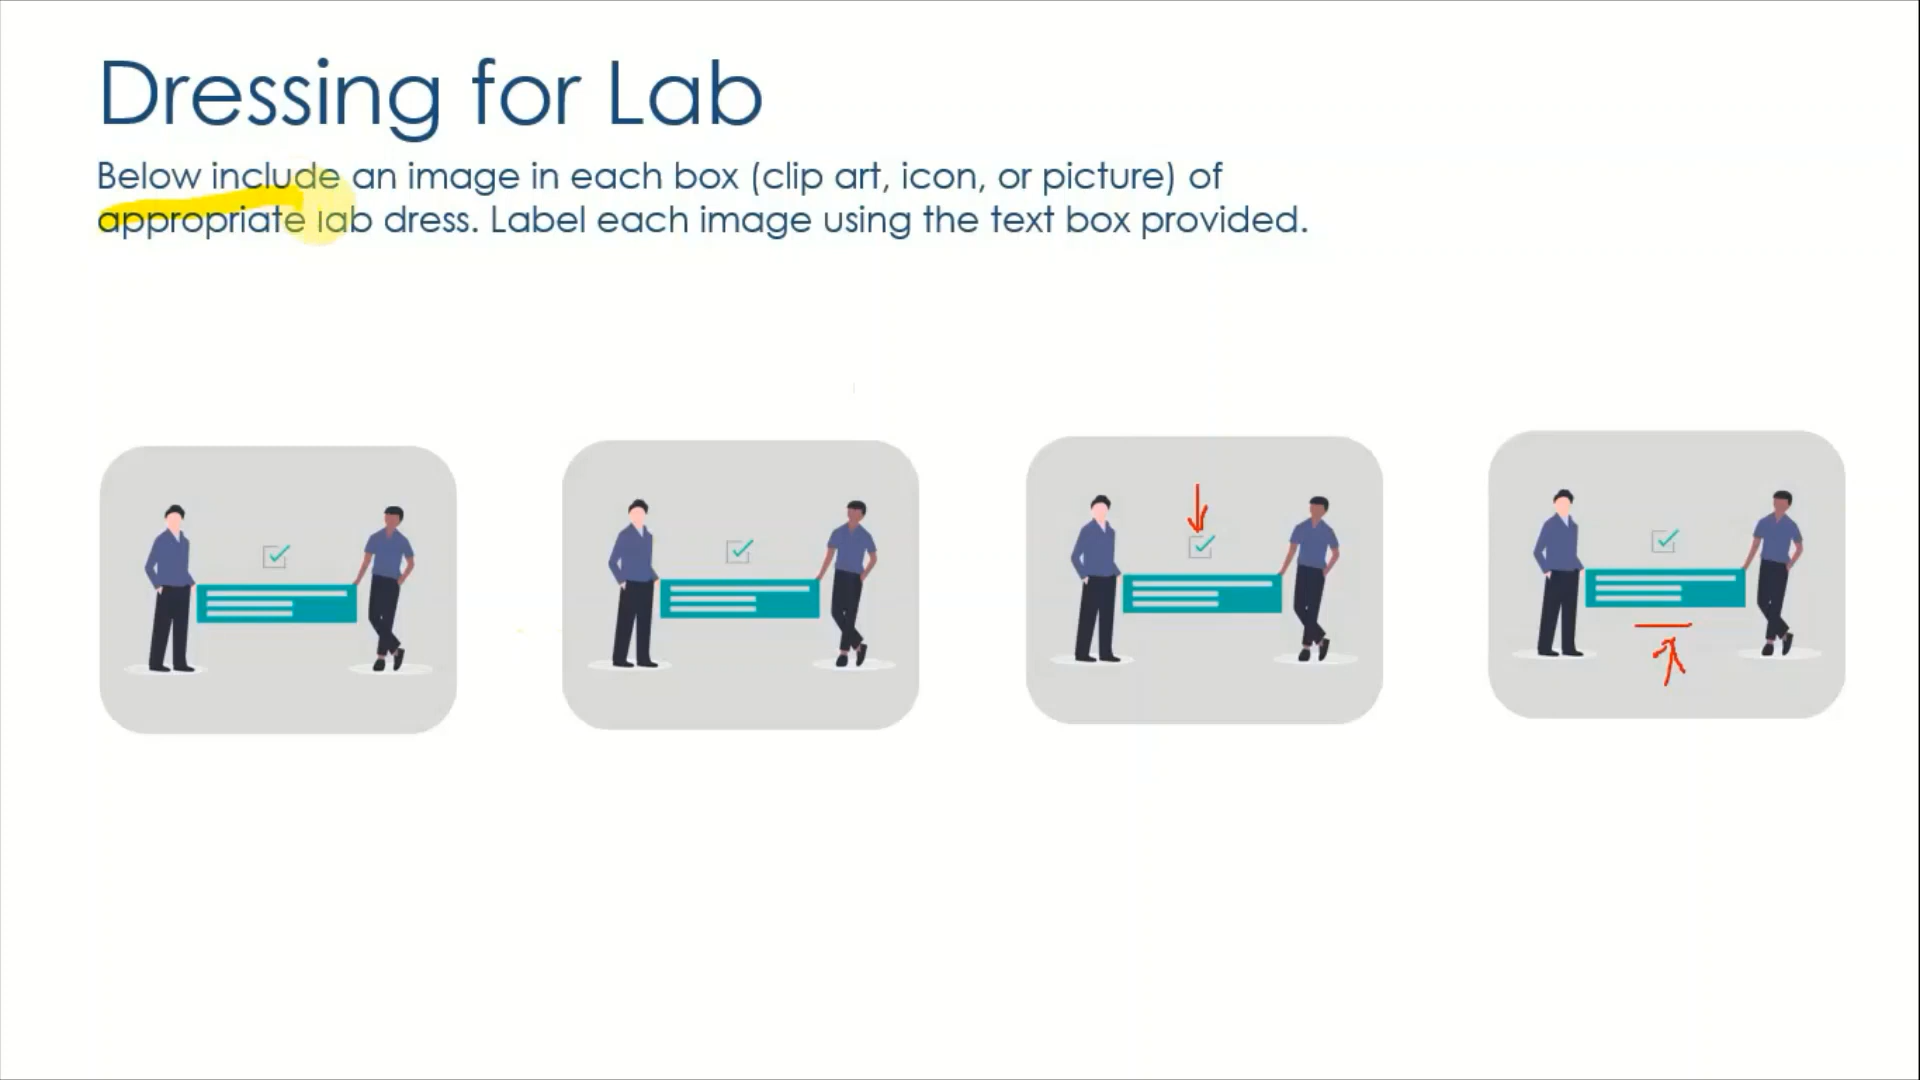 Dressing for Lab
Below include an image in each box (clip art, icon, or picture) of
appropriate lab dress. Label each image using the text box provided.